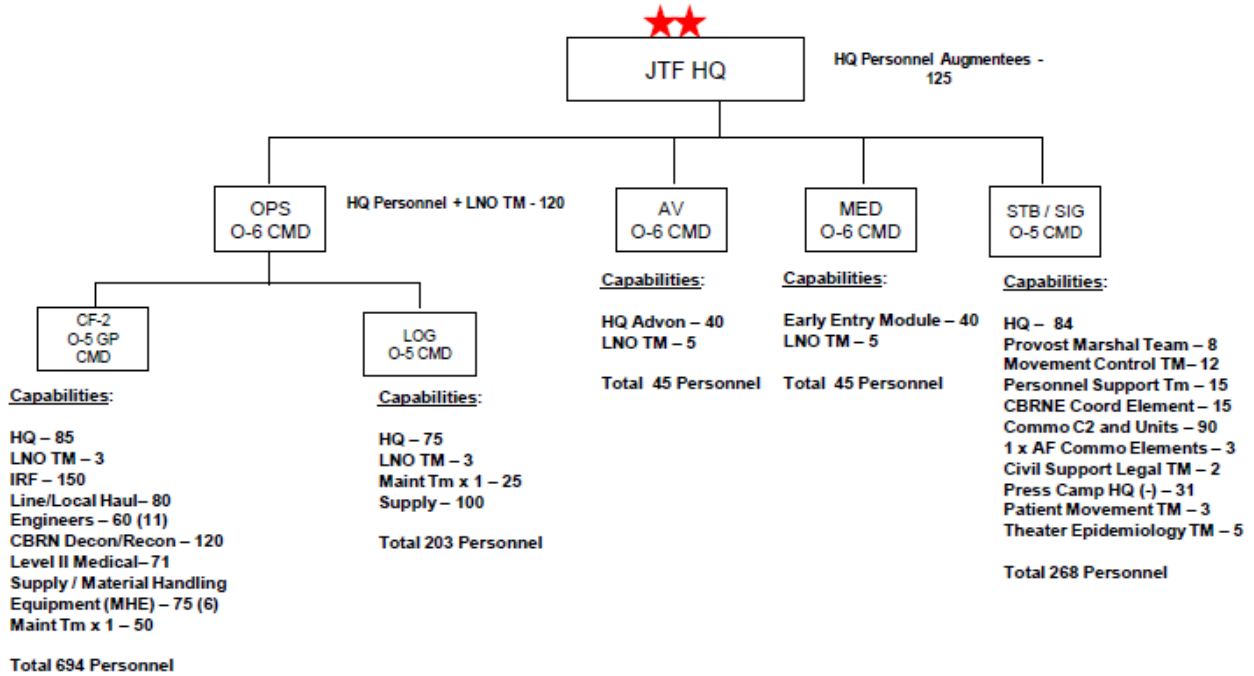 JTF HQ
HQ Personnel Augmentees -
125
OPS
O-6 CMD
HQ Personnel + LNO TM - 120
AV
O-6 CMD
MED
O-6 CMD
STB / SIG
O-5 CMD
CF-2
O-5 GP
CMD
Capabilities:
HQ – 85
LNO TM – 3
IRF – 150
Line/Local Haul– 80
Engineers – 60 (11)
CBRN Decon/Recon – 120
Level II Medical– 71
Supply / Material Handling
Equipment (MHE) – 75 (6)
Maint Tm x 1 – 50
Total 694 Personnel
LOG
O-5 CMD
Capabilities:
HQ – 75
LNO TM – 3
Maint Tm x 1 – 25
Supply – 100
Total 203 Personnel
Capabilities:
HQ Advon – 40
LNO TM – 5
Total 45 Personnel
Capabilities:
Early Entry Module – 40
LNO TM – 5
Total 45 Personnel
Capabilities:
HQ – 84
Provost Marshal Team – 8
Movement Control TM– 12
Personnel Support Tm – 15
CBRNE Coord Element – 15
Commo C2 and Units – 90
1 x AF Commo Elements – 3
Civil Support Legal TM – 2
Press Camp HQ (-) – 31
Patient Movement TM – 3
Theater Epidemiology TM – 5
Total 268 Personnel